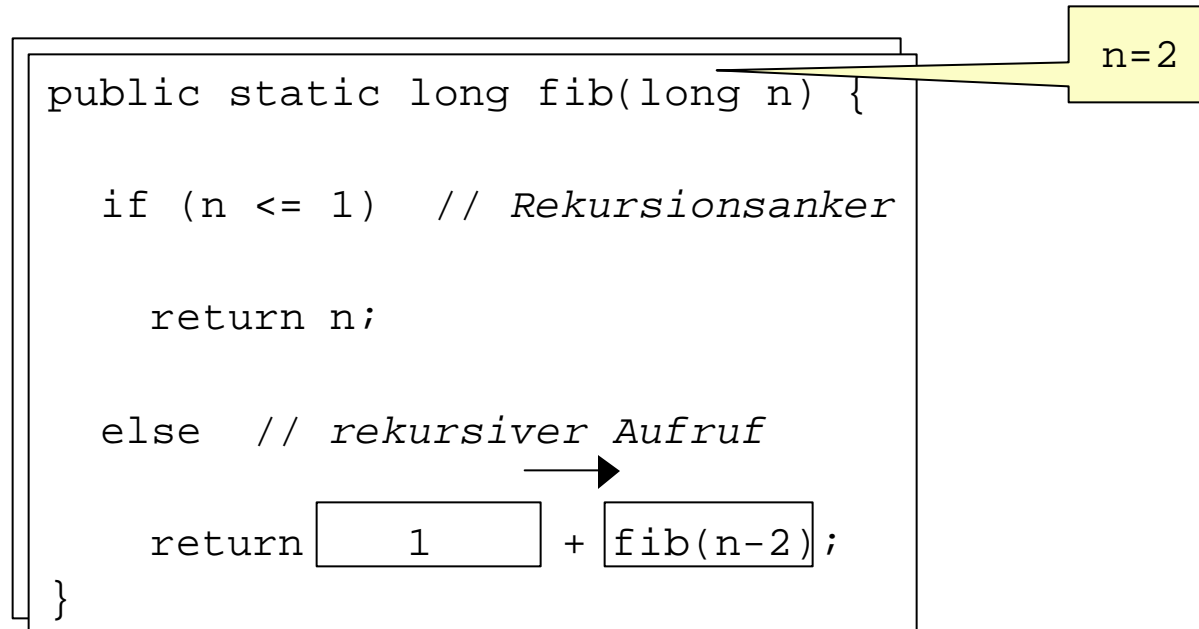 n=2
public static long fib(long n) {
if (n <= 1) // Rekursionsanker
return n;
else // rekursiver Aufruf
return 1 + fib(n-2);
}